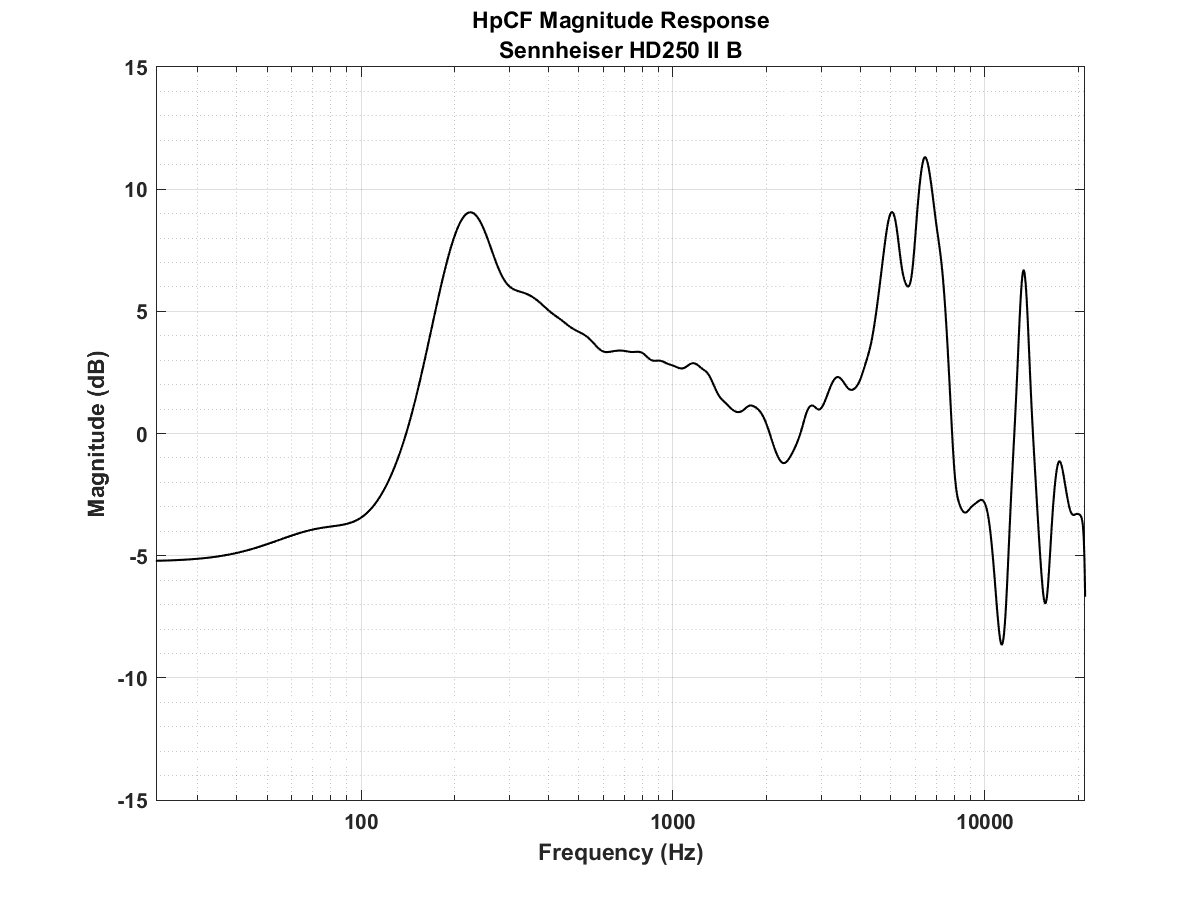 HpCF Magnitude Response
Sennheiser HD250 II B
15
10
5
0
-5
-10
-15
Magnitude (dB)
100
1000
10000
Frequency (Hz)